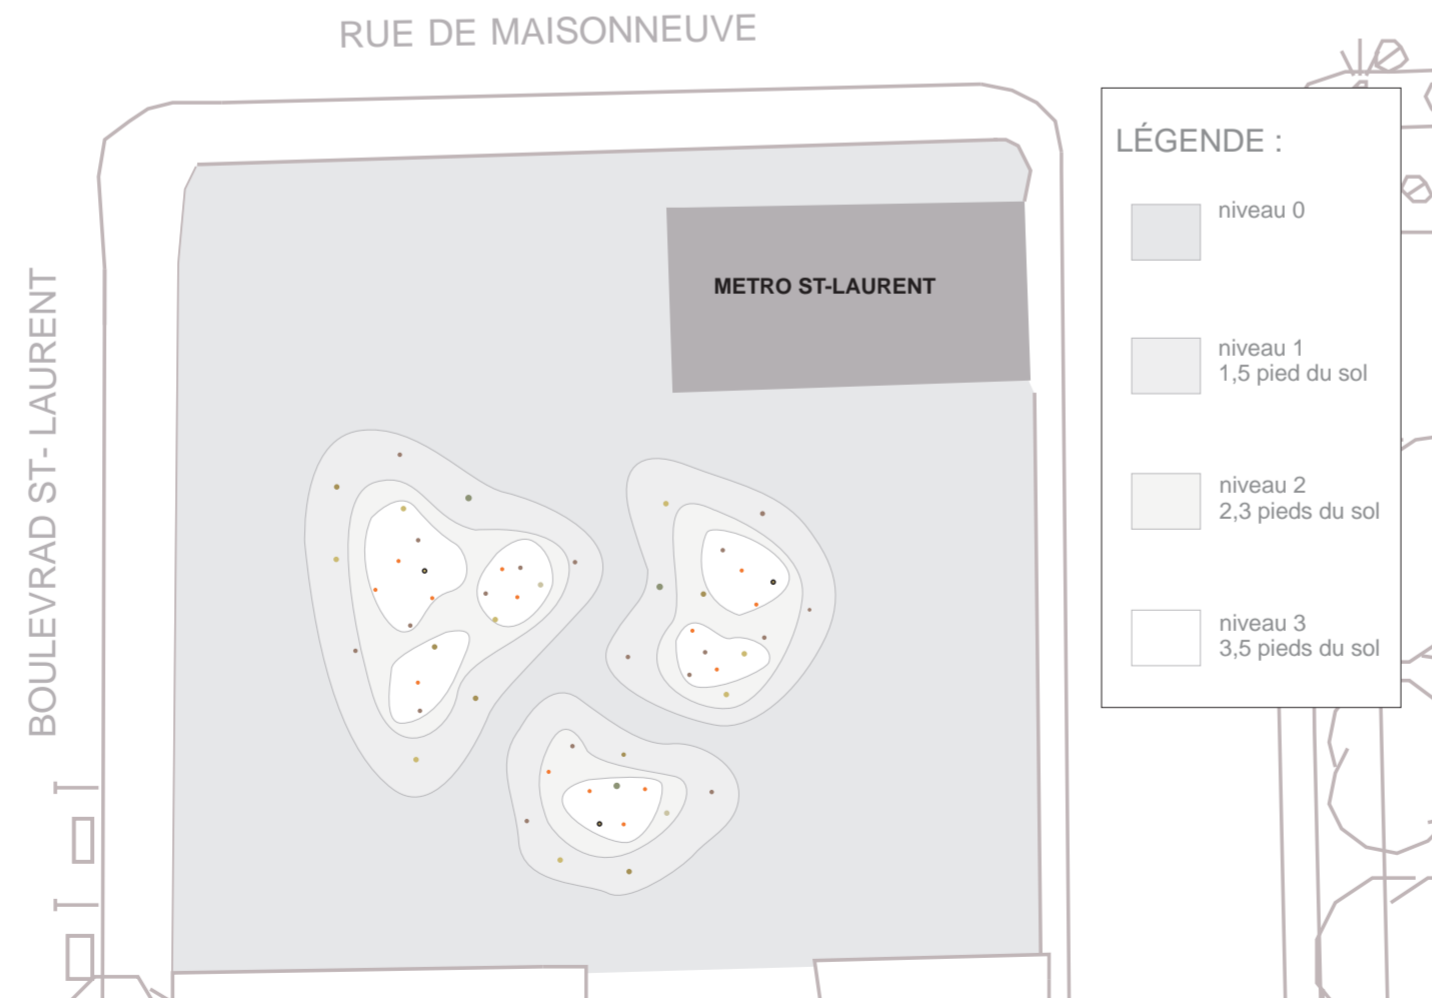 RUE DE MAISONNEUVE
BOULEVRAD ST- LAURENT
METRO ST-LAURENT
LÉGENDE :
niveau 0
niveau 1
1,5 pied du sol
niveau 2
2,3 pieds du sol
niveau 3
3,5 pieds du sol